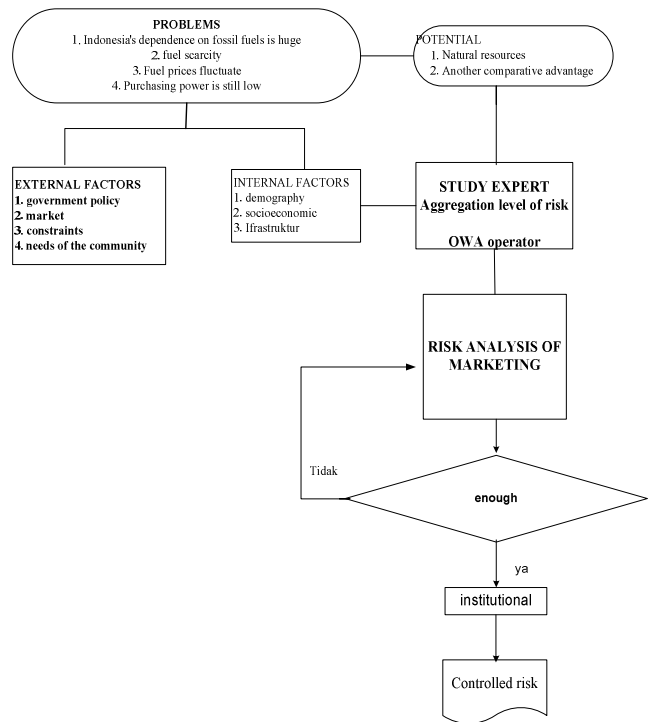 PROBLEMS
1. Indonesia's dependence on fossil fuels is huge
2. fuel scarcity
3. Fuel prices fluctuate
4. Purchasing power is still low
POTENTIAL
1. Natural resources
2. Another comparative advantage
EXTERNAL FACTORS
1. government policy
2. market
3. constraints
4. needs of the community
INTERNAL FACTORS
1. demography
2. socioeconomic
3. Ifrastruktur
STUDY EXPERT
Aggregation level of risk
OWA operator
RISK ANALYSIS OF
MARKETING
Tidak
enough
ya
institutional
Controlled risk